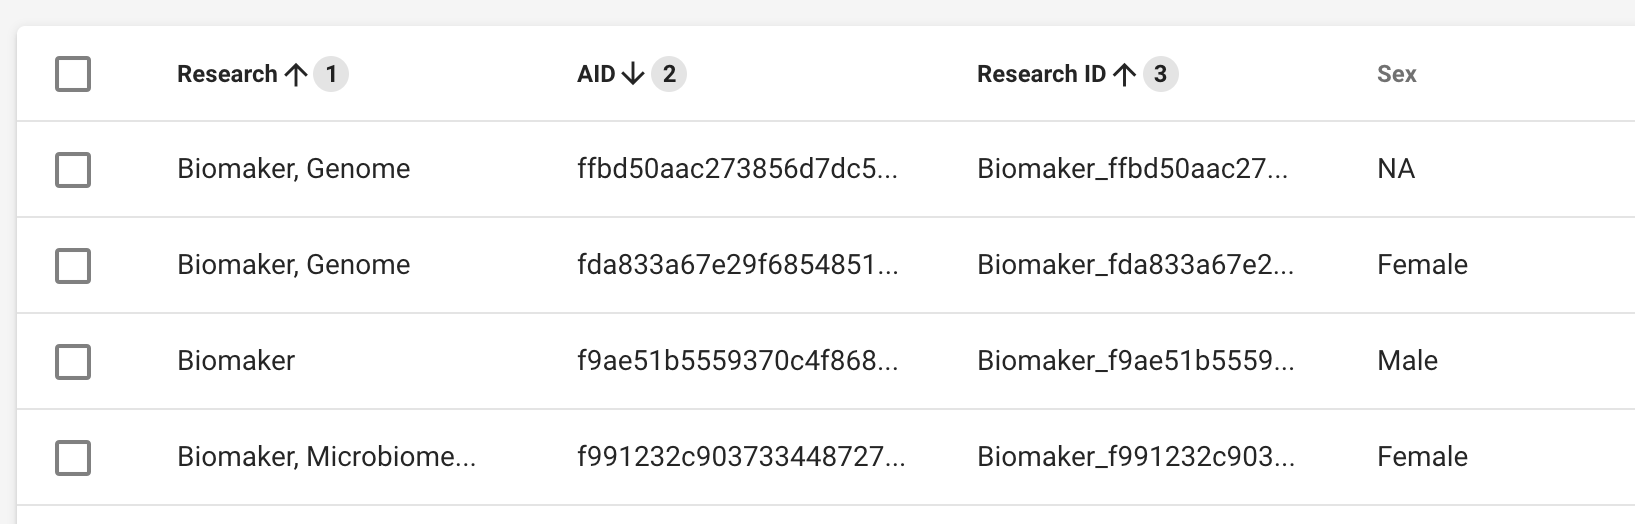 Research ↑ 1 AID ↓ 2 Research ID ↑ 3 Sex
Biomaker, Genome ffbd50aac273856d7dc5... Biomaker_ffbd50aac27... NA
Biomaker, Genome fda833a67e29f6854851... Biomaker_fda833a67e2... Female
Biomaker f9ae51b5559370c4f868... Biomaker_f9ae51b5559... Male
Biomaker, Microbiome... f991232c903733448727... Biomaker_f991232c903... Female